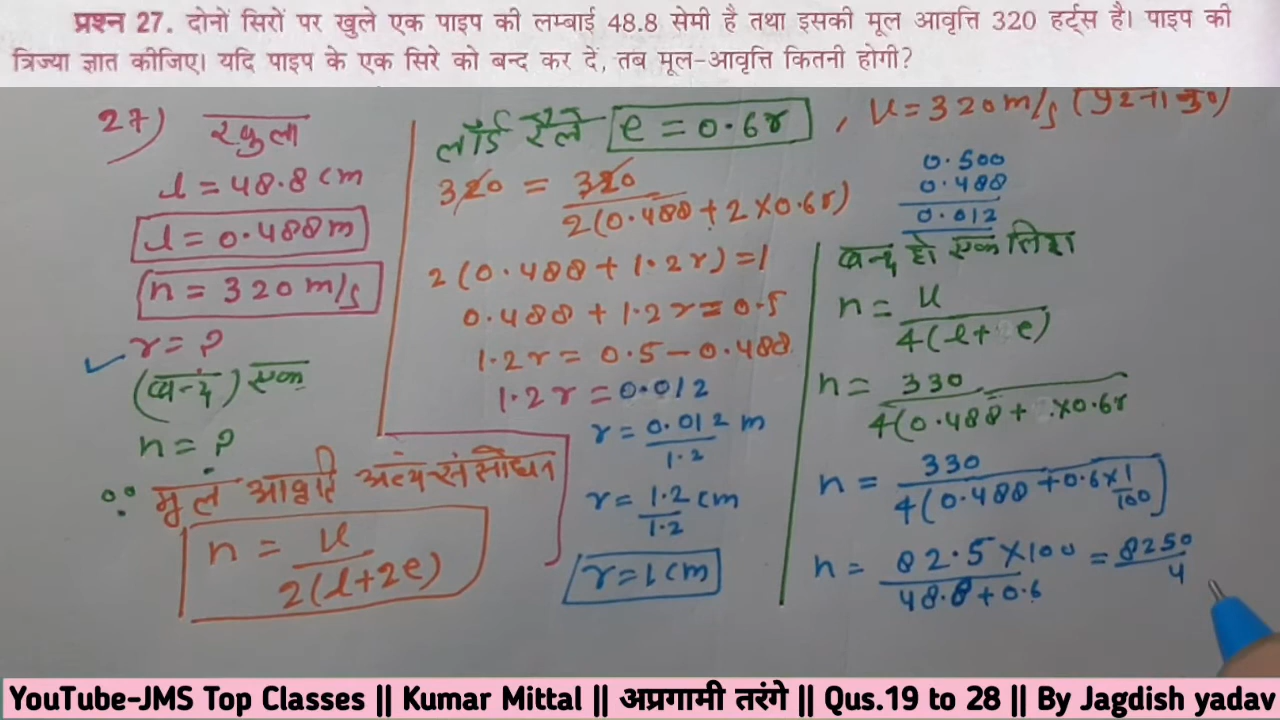 प्रश्न 27. दोनों सिरों पर खुले एक पाइप की लम्बाई 48.8 सेमी है तथा इसकी मूल आवृत्ति 320 हर्ट्स है। पाइप की
त्रिज्या ज्ञात कीजिए। यदि पाइप के एक सिरे को बन्द कर दें, तब मूल-आवृत्ति कितनी होगी?
27) खुला
l = 48.8 cm
l = 0.488m
n = 320 m/s
r = ?
(बन्द) एक
n = ?
∵ मूल आवृति अन्त्य संसोधन
n = u / 2(l+2e)
लॉर्ड रैले e = 0.6r , u = 320 m/s
320 = 320 / 2(0.488 + 2×0.6r)
2(0.488 + 1.2r) = 1
0.488 + 1.2r = 0.5
1.2r = 0.5 - 0.488
1.2r = 0.012
r = 0.012 / 1.2 m
r = 1.2 / 1.2 cm
r = 1 cm
0.500
0.488
0.012
बन्द हो एक सिरा
n = u / 4(l+ e)
n = 330 / 4(0.488 + ×0.6r
n = 330 / 4(0.488 + 0.6×1/100)
n = 82.5×100 / 48.8+0.6 = 8250 / 4
YouTube-JMS Top Classes || Kumar Mittal || अप्रगामी तरंगे || Qus.19 to 28 || By Jagdish yadav